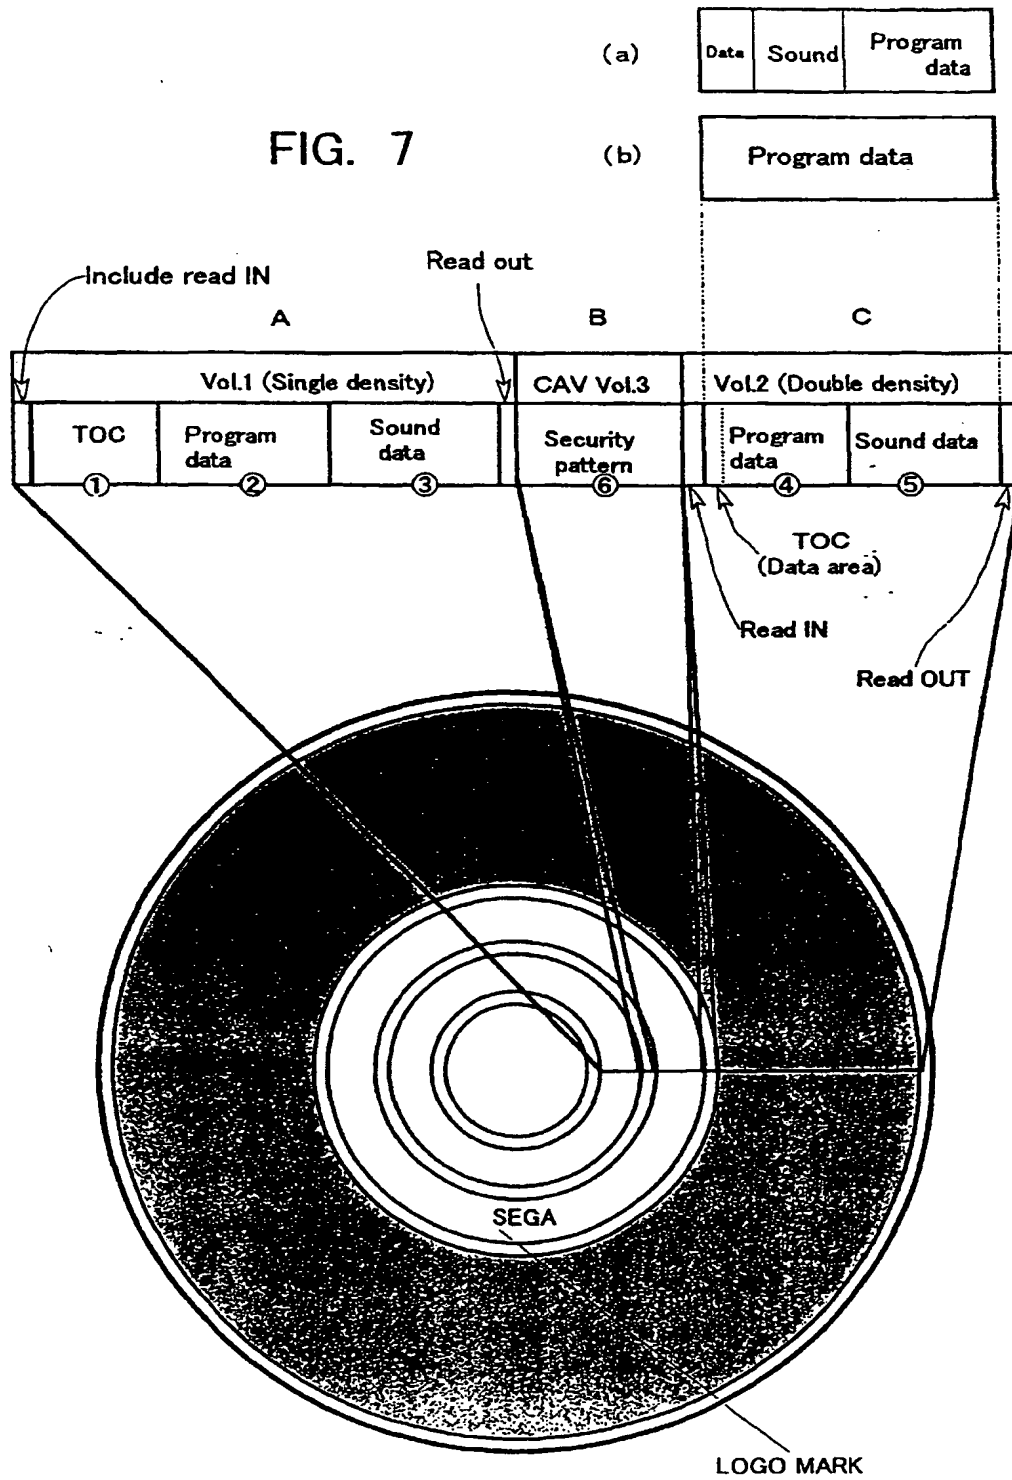 (a)
Data
Sound
Program
data
FIG. 7
(b)
Program data
Include read IN
Read out
A
B
C
Vol.1 (Single density)
CAV Vol.3
Vol.2 (Double density)
TOC
Program
data
Sound
data
Security
pattern
Program
data
Sound data
①
②
③
⑥
④
⑤
TOC
(Data area)
Read IN
Read OUT
SEGA
LOGO MARK